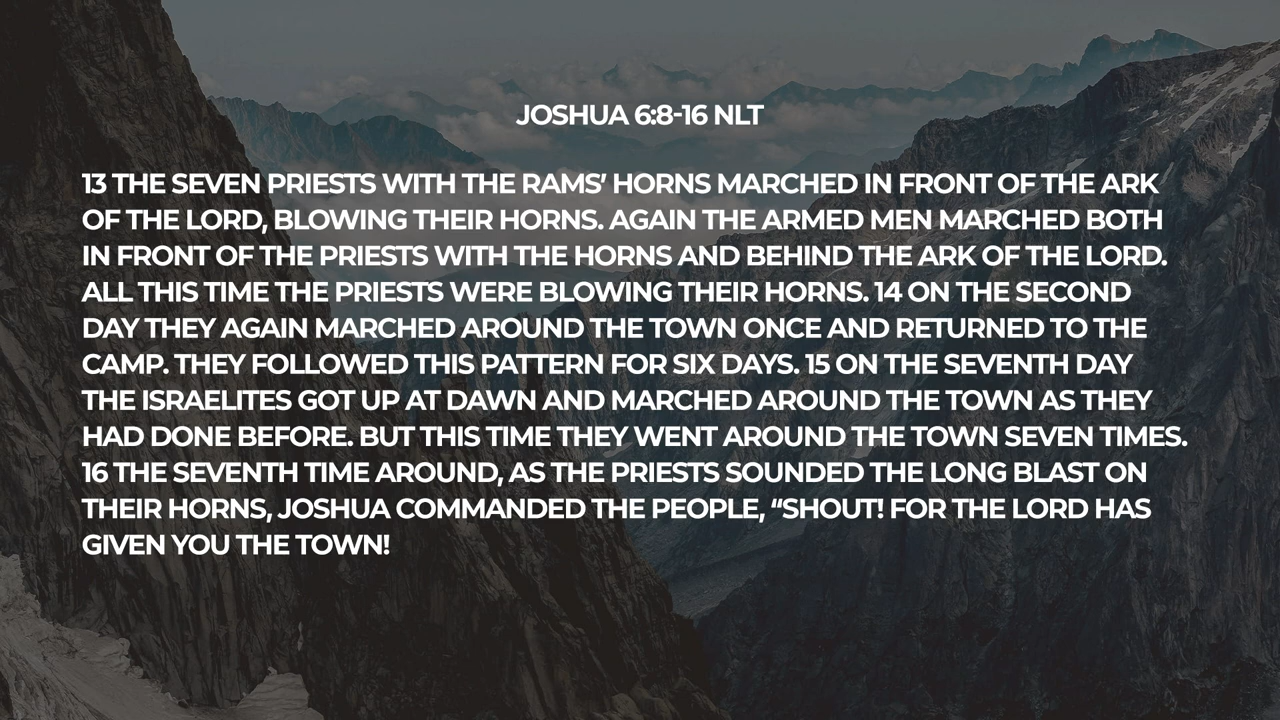 JOSHUA 6:8-16 NLT
13 THE SEVEN PRIESTS WITH THE RAMS’ HORNS MARCHED IN FRONT OF THE ARK
OF THE LORD, BLOWING THEIR HORNS. AGAIN THE ARMED MEN MARCHED BOTH
IN FRONT OF THE PRIESTS WITH THE HORNS AND BEHIND THE ARK OF THE LORD.
ALL THIS TIME THE PRIESTS WERE BLOWING THEIR HORNS. 14 ON THE SECOND
DAY THEY AGAIN MARCHED AROUND THE TOWN ONCE AND RETURNED TO THE
CAMP. THEY FOLLOWED THIS PATTERN FOR SIX DAYS. 15 ON THE SEVENTH DAY
THE ISRAELITES GOT UP AT DAWN AND MARCHED AROUND THE TOWN AS THEY
HAD DONE BEFORE. BUT THIS TIME THEY WENT AROUND THE TOWN SEVEN TIMES.
16 THE SEVENTH TIME AROUND, AS THE PRIESTS SOUNDED THE LONG BLAST ON
THEIR HORNS, JOSHUA COMMANDED THE PEOPLE, “SHOUT! FOR THE LORD HAS
GIVEN YOU THE TOWN!